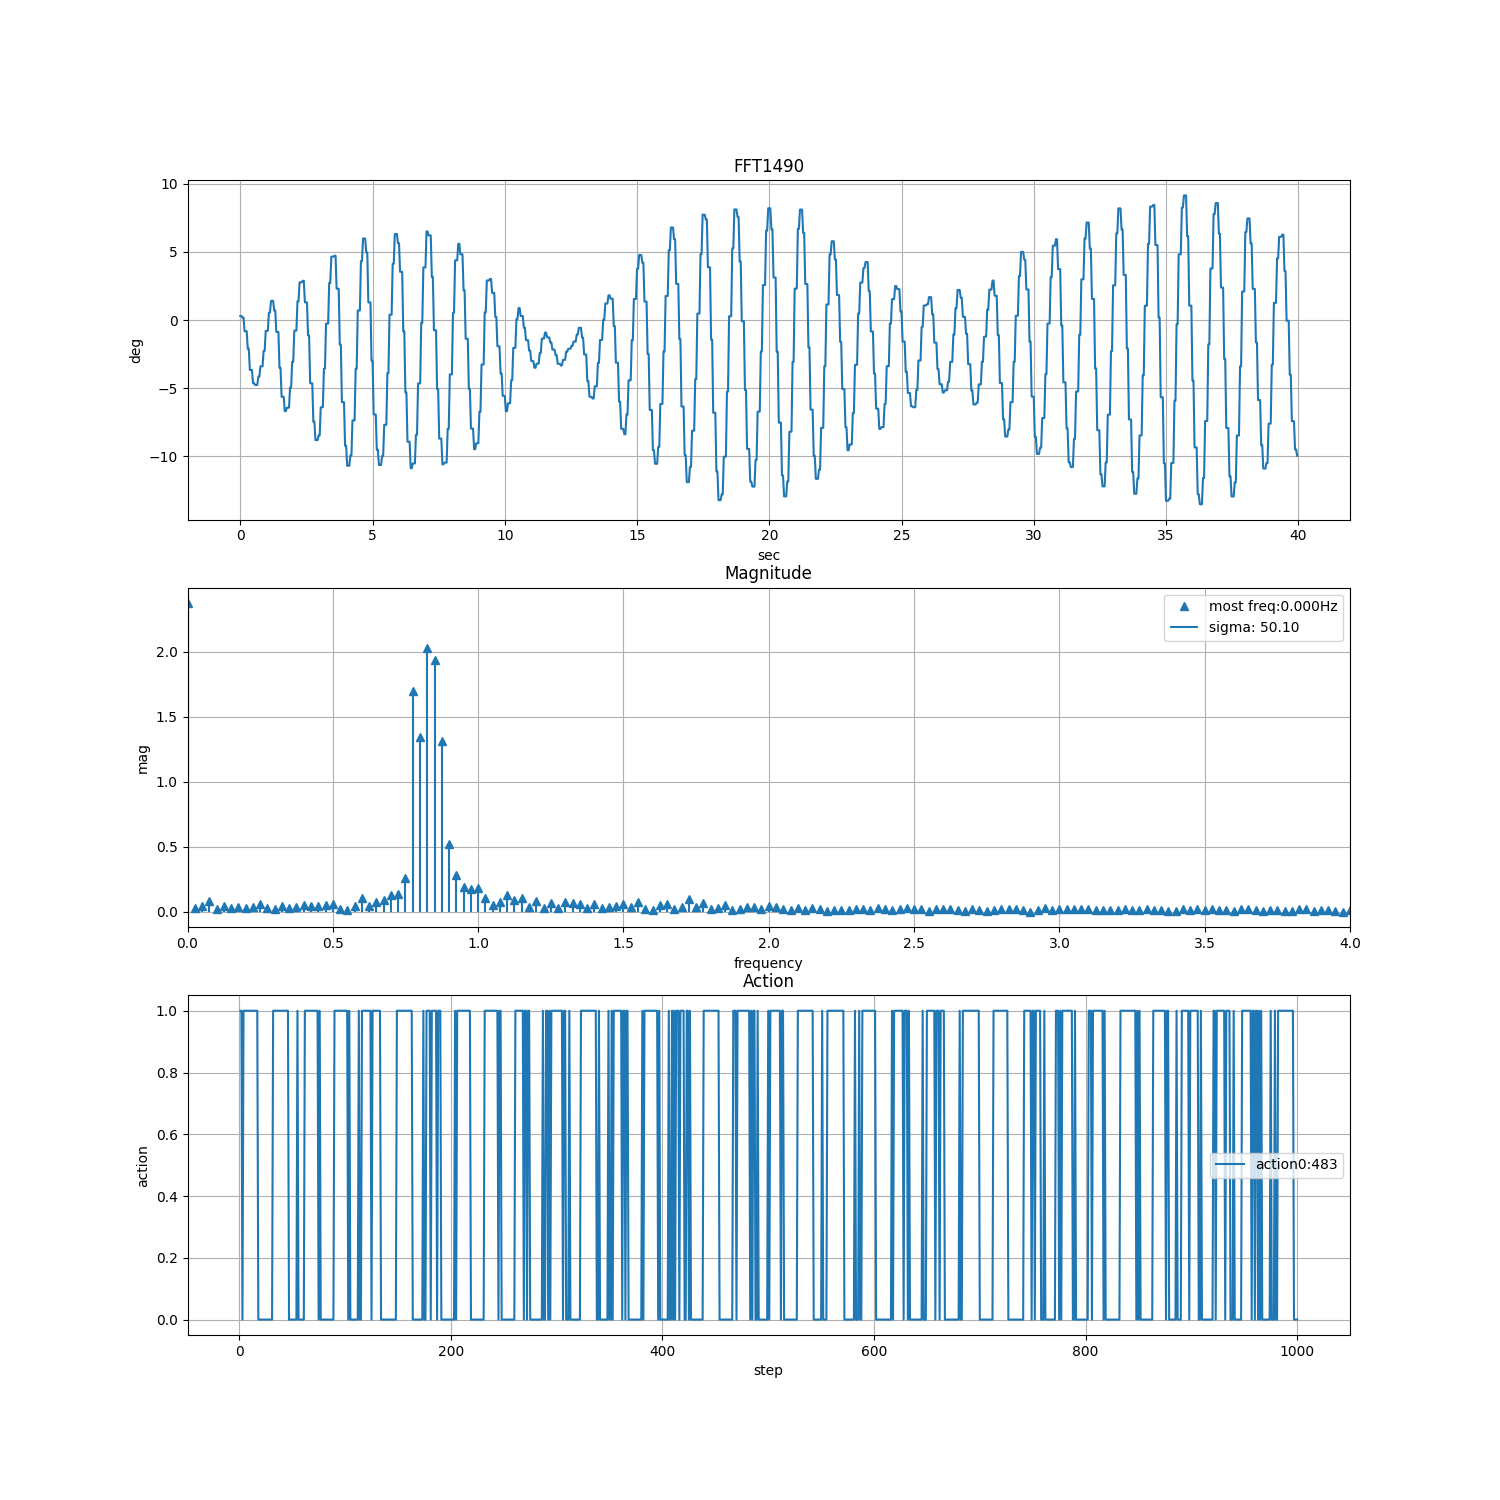 FFT1490
10
5
0
−5
−10
deg
0 5 10 15 20 25 30 35 40
sec
Magnitude
most freq:0.000Hz
sigma: 50.10
2.0
1.5
1.0
0.5
0.0
mag
0.0 0.5 1.0 1.5 2.0 2.5 3.0 3.5 4.0
frequency
Action
1.0
0.8
0.6
0.4
0.2
0.0
action
action0:483
0 200 400 600 800 1000
step